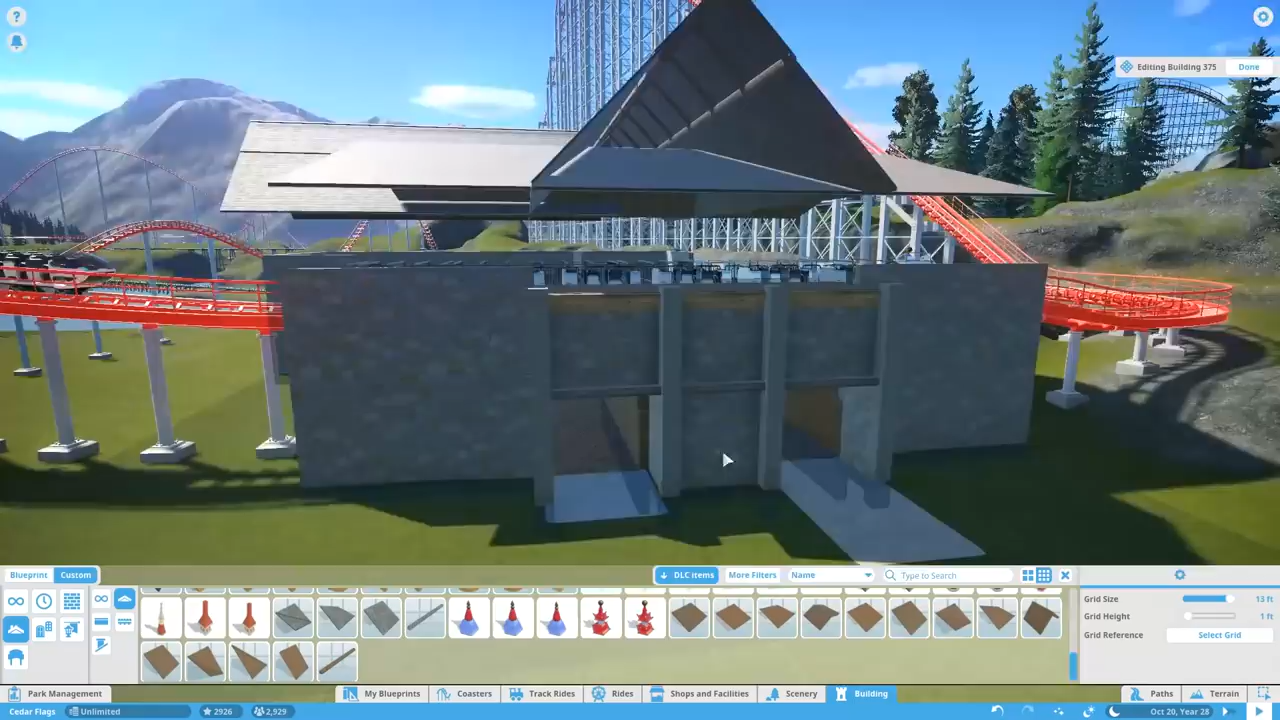 ?
Editing Building 375 Done
Blueprint Custom DLC items More Filters Name Type to Search
Grid Size 13 ft
Grid Height 1 ft
Grid Reference Select Grid
Park Management My Blueprints Coasters Track Rides Rides Shops and Facilities Scenery Building Paths Terrain
Cedar Flags Unlimited 2926 2,929 Oct 20, Year 28